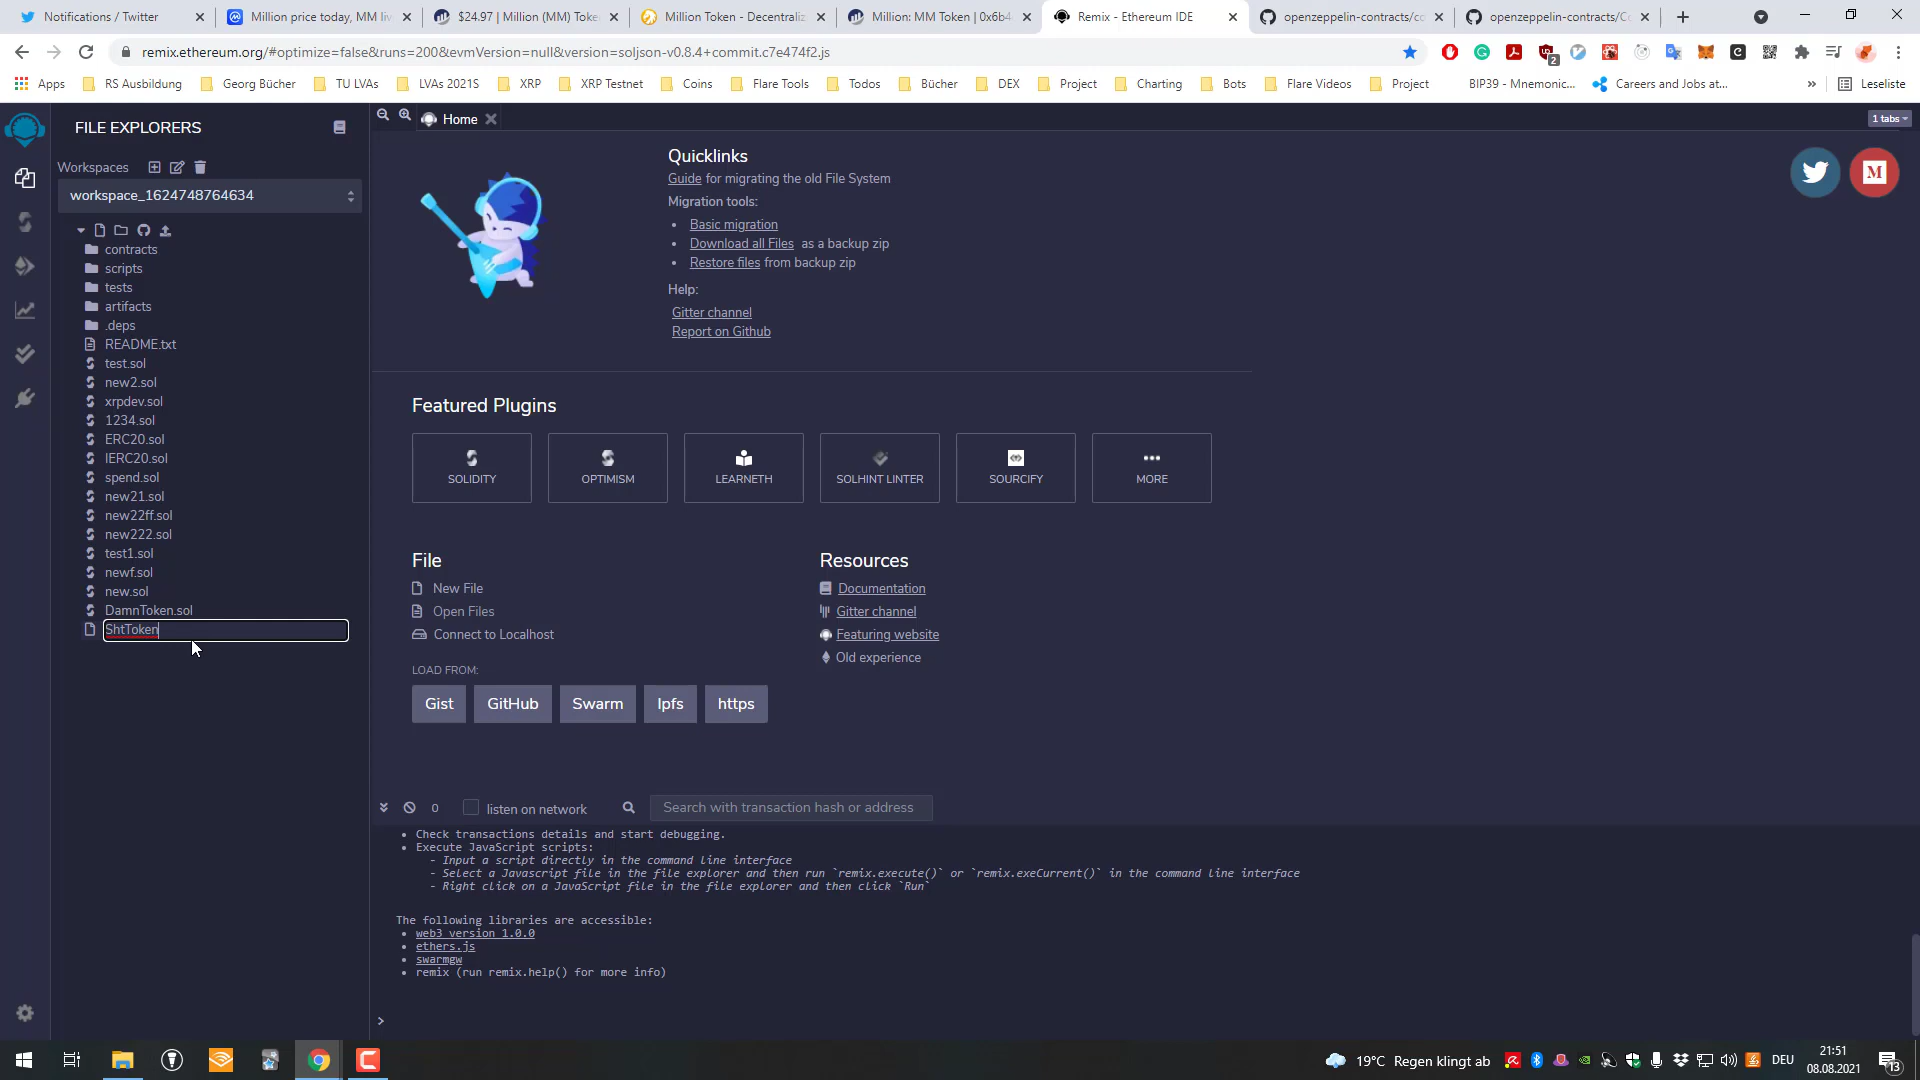 Notifications / Twitter
Million price today, MM live
$24.97 | Million (MM) Toke
Million Token - Decentraliz
Million: MM Token | 0x6b4
Remix - Ethereum IDE
openzeppelin-contracts/co
openzeppelin-contracts/Co
remix.ethereum.org/#optimize=false&runs=200&evmVersion=null&version=soljson-v0.8.4+commit.c7e474f2.js
2
Apps
RS Ausbildung
Georg Bücher
TU LVAs
LVAs 2021S
XRP
XRP Testnet
Coins
Flare Tools
Todos
Bücher
DEX
Project
Charting
Bots
Flare Videos
Project
BIP39 - Mnemonic...
Careers and Jobs at...
»
Leseliste
FILE EXPLORERS
Home
1 tabs
Workspaces
workspace_1624748764634
contracts
scripts
tests
artifacts
.deps
README.txt
test.sol
new2.sol
xrpdev.sol
1234.sol
ERC20.sol
IERC20.sol
spend.sol
new21.sol
new22ff.sol
new222.sol
test1.sol
newf.sol
new.sol
DamnToken.sol
ShtToken
Quicklinks
Guide for migrating the old File System
Migration tools:
• Basic migration
• Download all Files as a backup zip
• Restore files from backup zip
Help:
Gitter channel
Report on Github
M
Featured Plugins
SOLIDITY
OPTIMISM
LEARNETH
SOLHINT LINTER
SOURCIFY
MORE
File
New File
Open Files
Connect to Localhost
LOAD FROM:
Gist
GitHub
Swarm
Ipfs
https
Resources
Documentation
Gitter channel
Featuring website
Old experience
0
listen on network
Search with transaction hash or address
• Check transactions details and start debugging.
• Execute JavaScript scripts:
- Input a script directly in the command line interface
- Select a Javascript file in the file explorer and then run `remix.execute()` or `remix.exeCurrent()` in the command line interface
- Right click on a JavaScript file in the file explorer and then click `Run`
The following libraries are accessible:
• web3 version 1.0.0
• ethers.js
• swarmgw
• remix (run remix.help() for more info)
>
19°C Regen klingt ab
DEU
21:51
08.08.2021
13